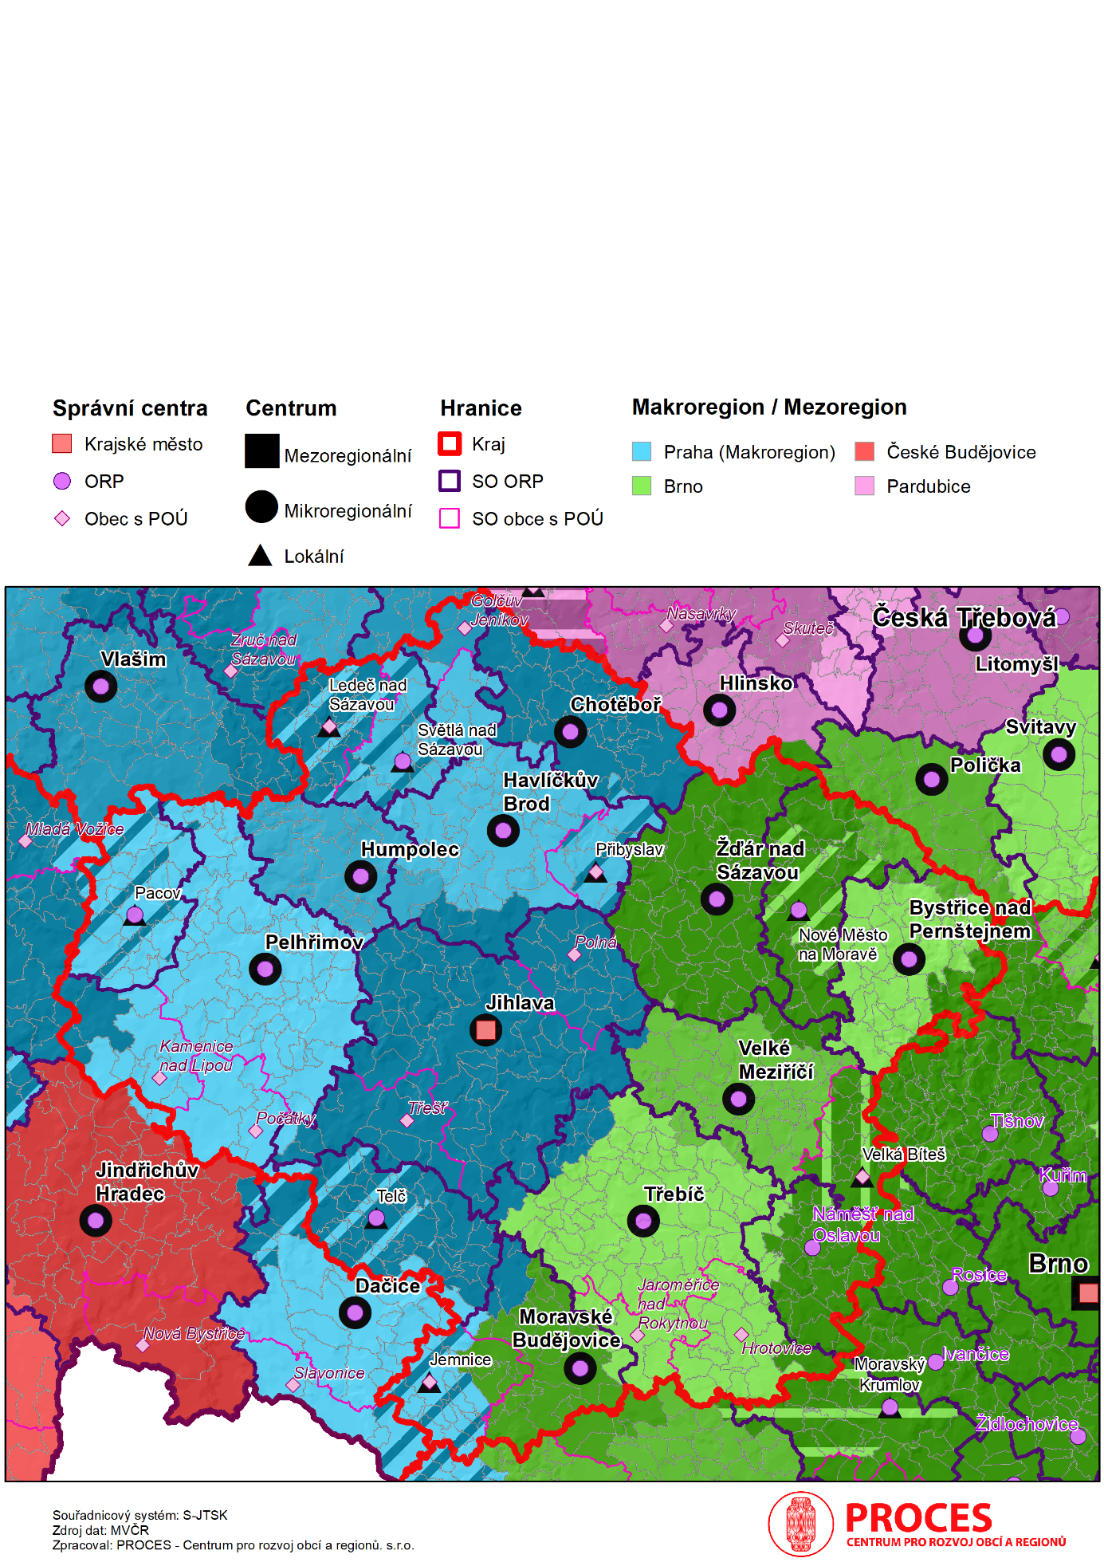 Správní centra
Krajské město
ORP
Obec s POÚ
Centrum
Mezoregionální
Mikroregionální
Lokální
Hranice
Kraj
SO ORP
SO obce s POÚ
Makroregion / Mezoregion
Praha (Makroregion)
Brno
České Budějovice
Pardubice
Golčův
Jeníkov
Nasavrky
Skuteč
Česká Třebová
Zruč nad
Sázavou
Vlašim
Litomyšl
Ledeč nad
Sázavou
Hlinsko
Chotěboř
Světlá nad
Sázavou
Svitavy
Polička
Havlíčkův
Brod
Mladá Vožice
Humpolec
Přibyslav
Žďár nad
Sázavou
Pacov
Bystřice nad
Pernštejnem
Pelhřimov
Polná
Nové Město
na Moravě
Jihlava
Kamenice
nad Lipou
Velké
Meziříčí
Počátky
Třešť
Tišnov
Velká Bíteš
Kuřim
Jindřichův
Hradec
Telč
Třebíč
Náměšť nad
Oslavou
Brno
Rosice
Dačice
Jaroměřice
nad
Rokytnou
Moravské
Budějovice
Nová Bystřice
Hrotovice
Ivančice
Jemnice
Slavonice
Moravský
Krumlov
Židlochovice
Souřadnicový systém: S-JTSK
Zdroj dat: MVČR
Zpracoval: PROCES - Centrum pro rozvoj obcí a regionů. s.r.o.
PROCES
CENTRUM PRO ROZVOJ OBCÍ A REGIONŮ